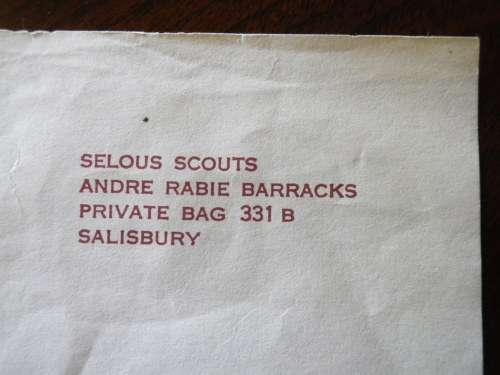 SELOUS SCOUTS
ANDRE RABIE BARRACKS
PRIVATE BAG 331 B
SALISBURY